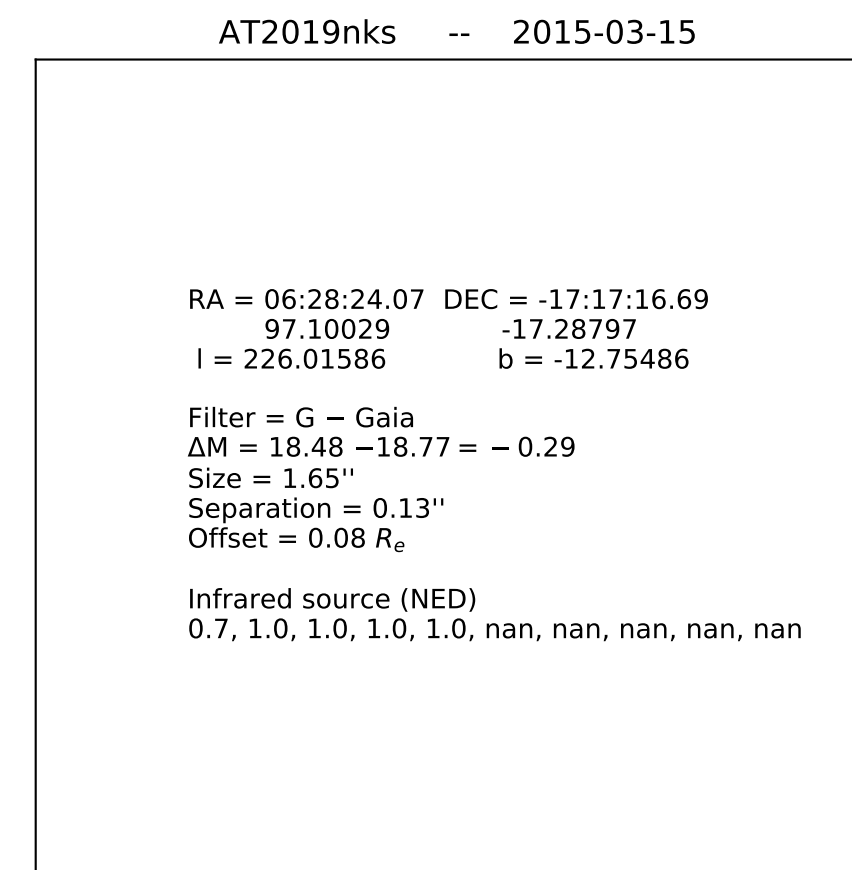 AT2019nks -- 2015-03-15
RA = 06:28:24.07 DEC = -17:17:16.69
97.10029 -17.28797
l = 226.01586 b = -12.75486
Filter = G − Gaia
ΔM = 18.48 −18.77 = − 0.29
Size = 1.65''
Separation = 0.13''
Offset = 0.08 Re
Infrared source (NED)
0.7, 1.0, 1.0, 1.0, 1.0, nan, nan, nan, nan, nan